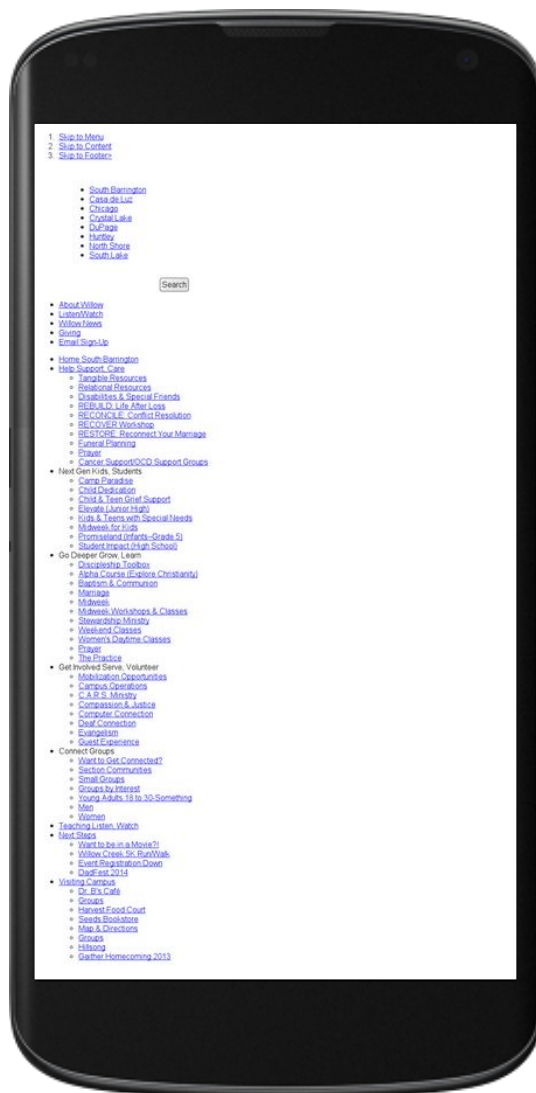 1. Skip to Menu
2. Skip to Content
3. Skip to Footer>
• South Barrington
• Casa de Luz
• Chicago
• Crystal Lake
• DuPage
• Huntley
• North Shore
• South Lake
Search
• About Willow
• Listen/Watch
• Willow News
• Giving
• Email Sign-Up
• Home South Barrington
• Help Support, Care
◦ Tangible Resources
◦ Relational Resources
◦ Disabilities & Special Friends
◦ REBUILD: Life After Loss
◦ RECONCILE: Conflict Resolution
◦ RECOVER Workshop
◦ RESTORE: Reconnect Your Marriage
◦ Funeral Planning
◦ Prayer
◦ Cancer Support/OCD Support Groups
• Next Gen Kids, Students
◦ Camp Paradise
◦ Child Dedication
◦ Child & Teen Grief Support
◦ Elevate (Junior High)
◦ Kids & Teens with Special Needs
◦ Midweek for Kids
◦ Promiseland (Infants–Grade 5)
◦ Student Impact (High School)
• Go Deeper Grow, Learn
◦ Discipleship Toolbox
◦ Alpha Course (Explore Christianity)
◦ Baptism & Communion
◦ Marriage
◦ Midweek
◦ Midweek Workshops & Classes
◦ Stewardship Ministry
◦ Weekend Classes
◦ Women's Daytime Classes
◦ Prayer
◦ The Practice
• Get Involved Serve, Volunteer
◦ Mobilization Opportunities
◦ Campus Operations
◦ C.A.R.S. Ministry
◦ Compassion & Justice
◦ Computer Connection
◦ Deaf Connection
◦ Evangelism
◦ Guest Experience
• Connect Groups
◦ Want to Get Connected?
◦ Section Communities
◦ Small Groups
◦ Groups by Interest
◦ Young Adults 18 to 30-Something
◦ Men
◦ Women
• Teaching Listen, Watch
• Next Steps
◦ Want to be in a Movie?!
◦ Willow Creek 5K Run/Walk
◦ Event Registration Down
◦ DadFest 2014
• Visiting Campus
◦ Dr. B's Café
◦ Groups
◦ Harvest Food Court
◦ Seeds Bookstore
◦ Map & Directions
◦ Groups
◦ Hillsong
◦ Gaither Homecoming 2013